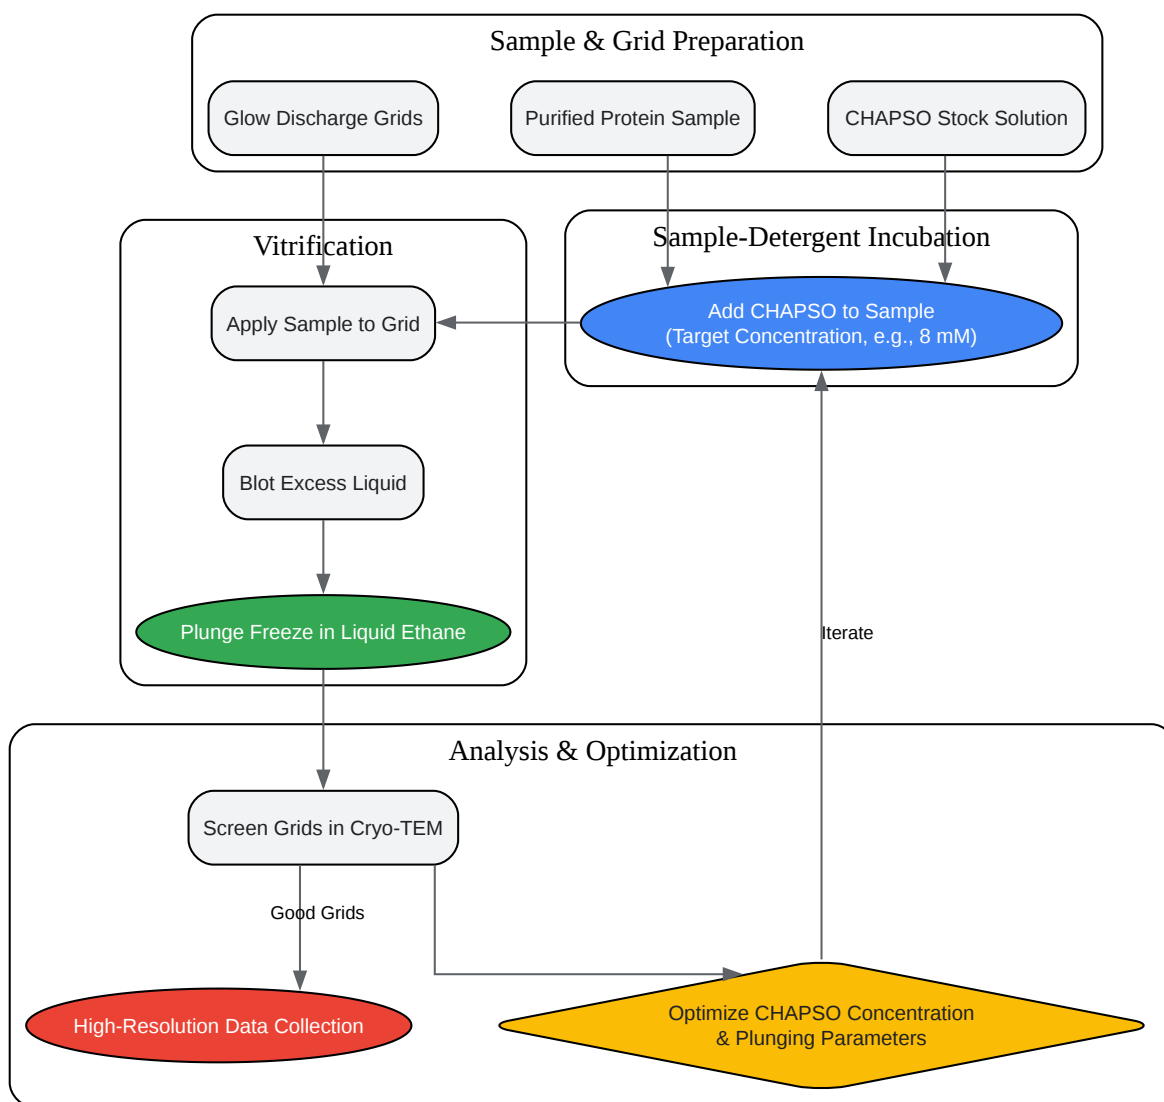 Sample & Grid Preparation
Glow Discharge Grids
Purified Protein Sample
CHAPSO Stock Solution
Vitrification
Sample-Detergent Incubation
Apply Sample to Grid
Add CHAPSO to Sample
(Target Concentration, e.g., 8 mM)
Blot Excess Liquid
Plunge Freeze in Liquid Ethane
Iterate
Analysis & Optimization
Screen Grids in Cryo-TEM
Good Grids
High-Resolution Data Collection
Optimize CHAPSO Concentration
& Plunging Parameters